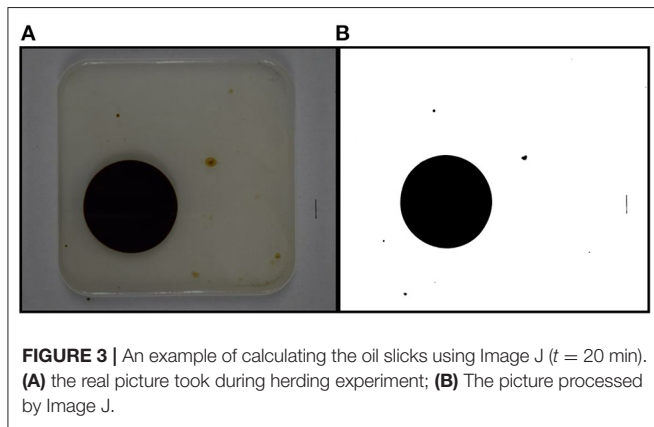 A
B
FIGURE 3 | An example of calculating the oil slicks using Image J (t = 20 min).
(A) the real picture took during herding experiment; (B) The picture processed
by Image J.